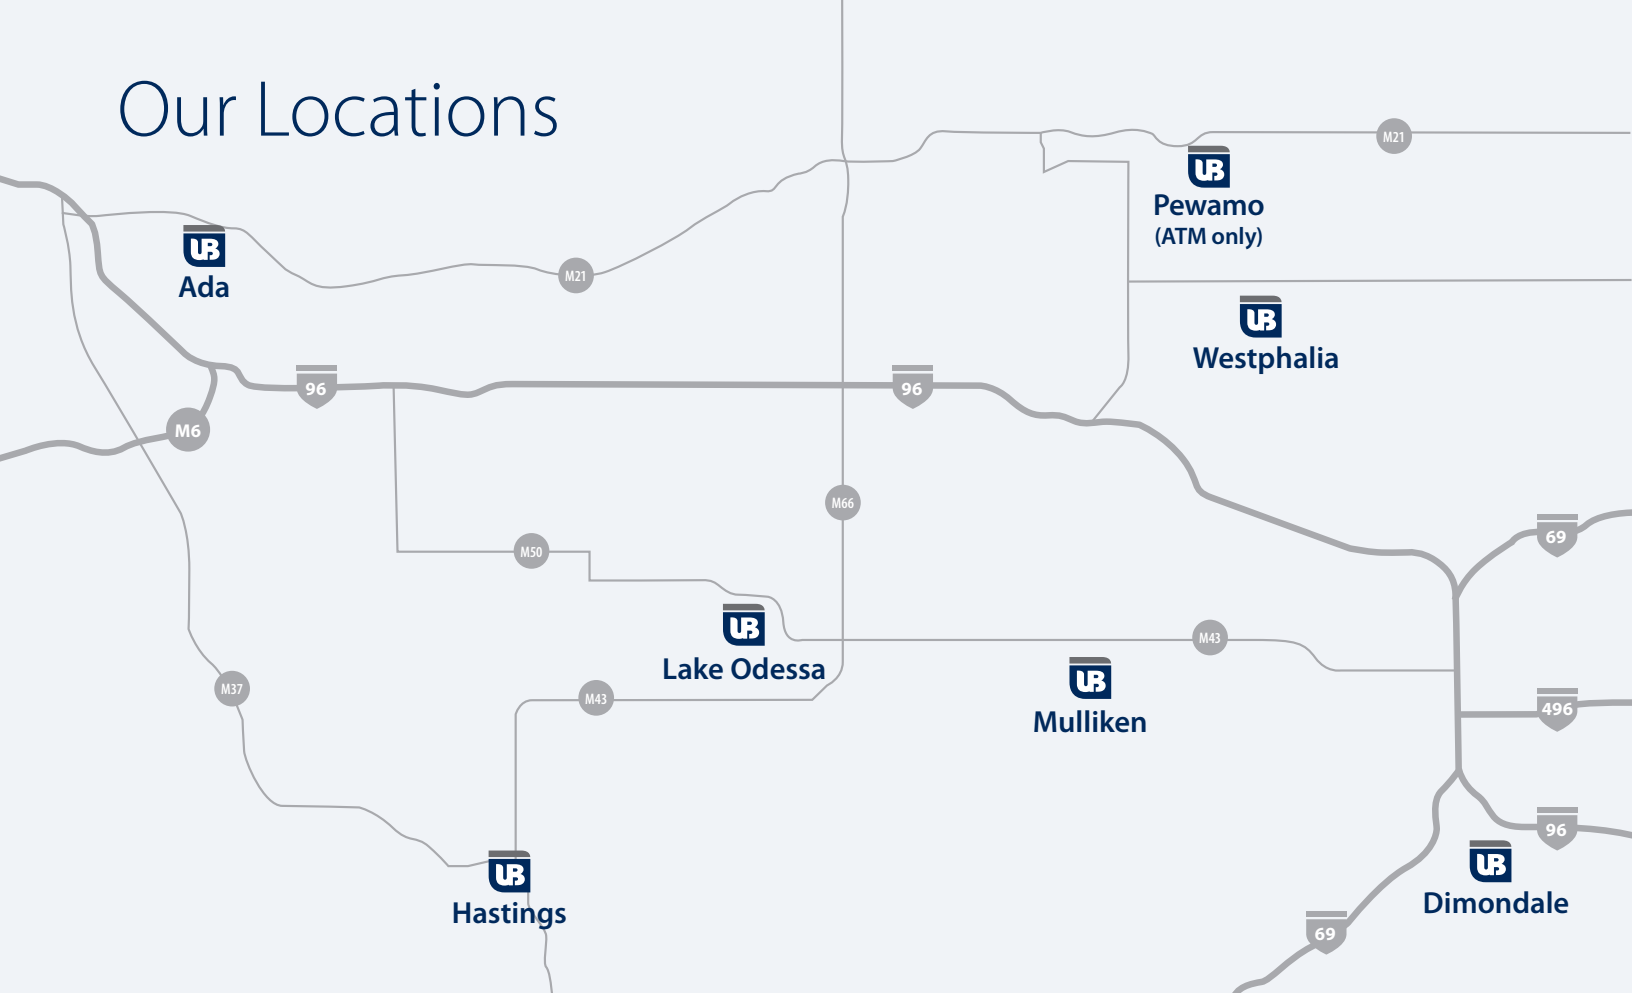 Our Locations
M21
UB
Pewamo
(ATM only)
UB
Ada
M21
UB
Westphalia
96
96
M6
M66
69
M50
UB
Lake Odessa
M43
UB
Mulliken
M37
M43
496
96
UB
Dimondale
UB
Hastings
69